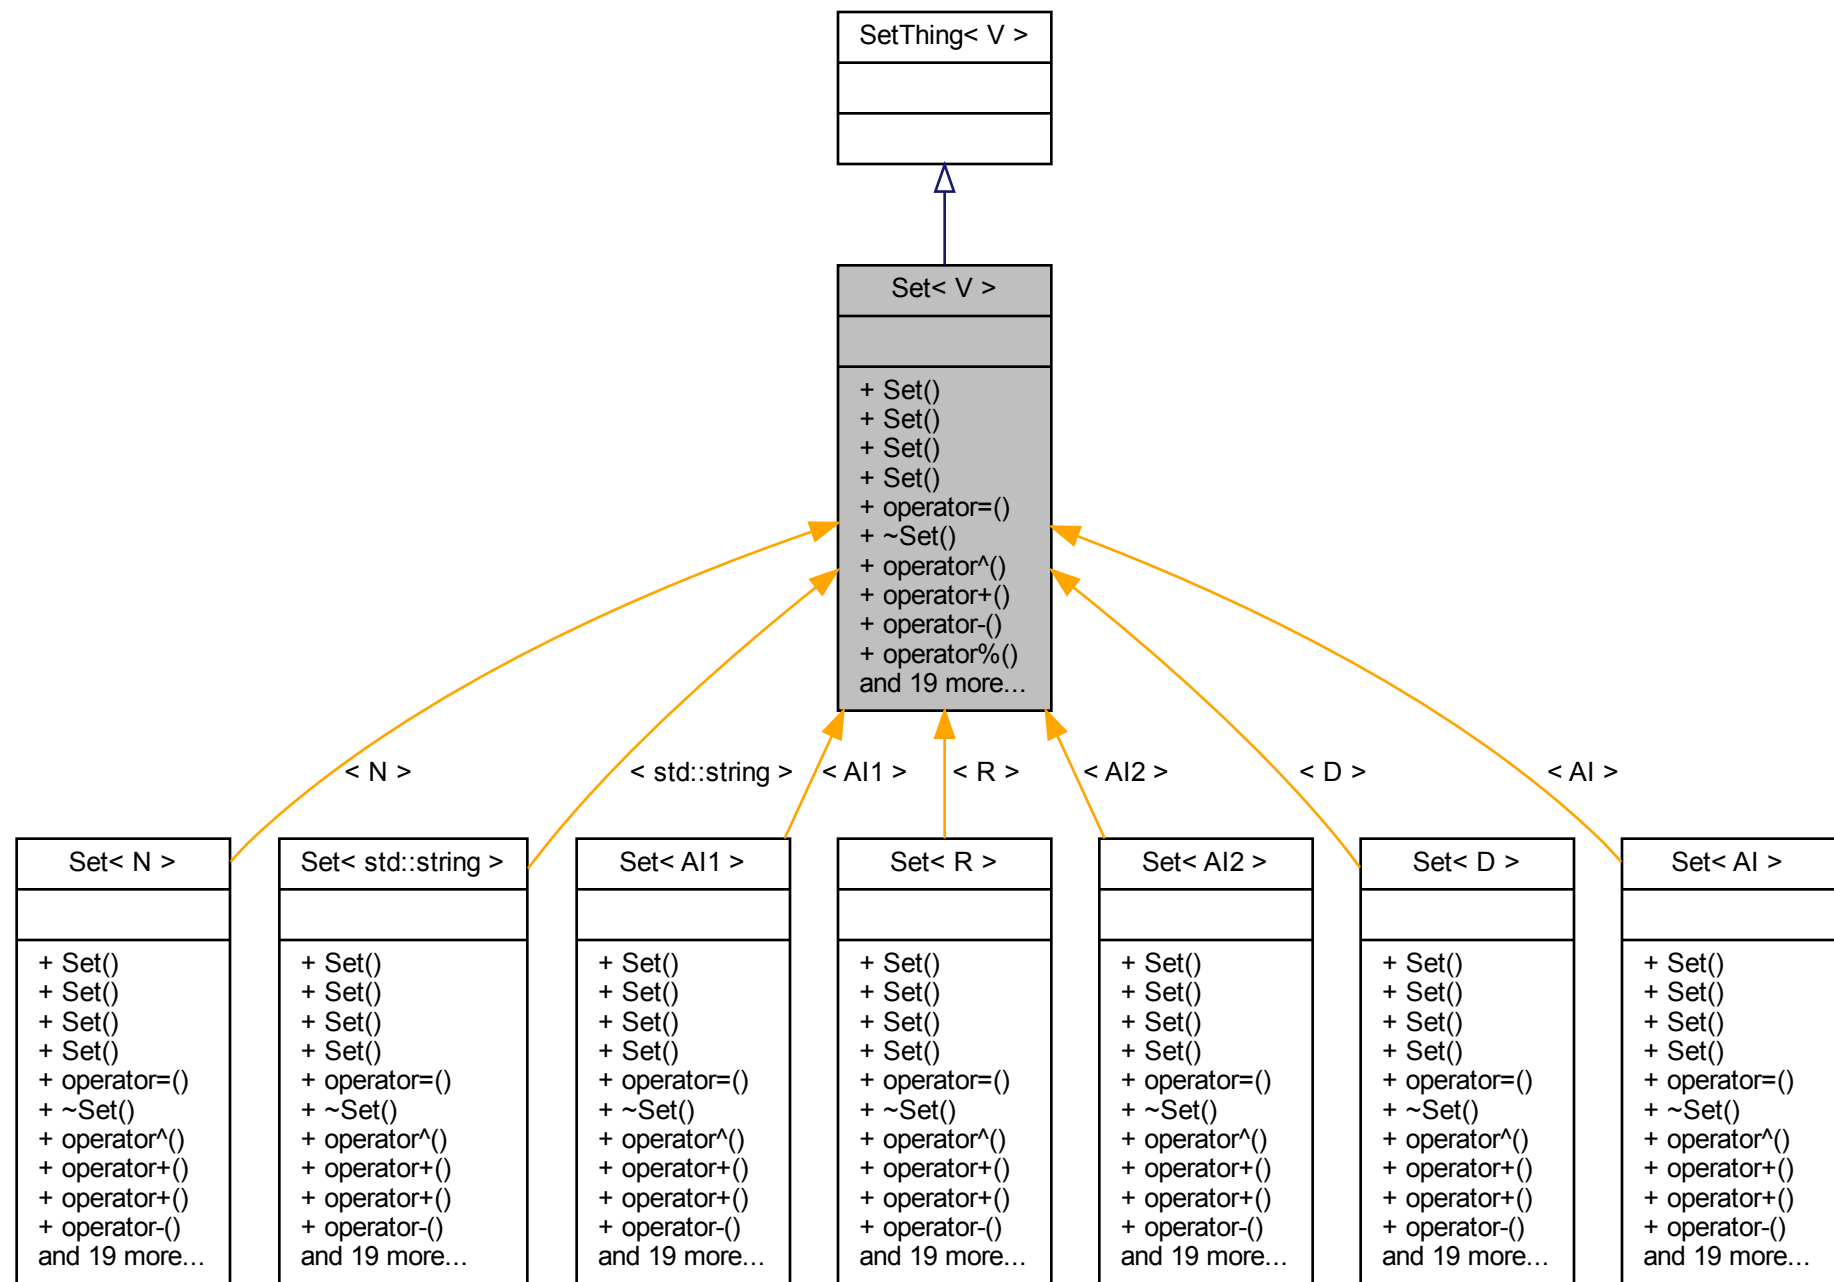 SetThing< V >
Set< V >
+ Set()
+ Set()
+ Set()
+ Set()
+ operator=()
+ ~Set()
+ operator^()
+ operator+()
+ operator-()
+ operator%()
and 19 more...
< N >
< std::string >
< AI1 >
< R >
< AI2 >
< D >
< AI >
Set< N >
+ Set()
+ Set()
+ Set()
+ Set()
+ operator=()
+ ~Set()
+ operator^()
+ operator+()
+ operator+()
+ operator-()
and 19 more...
Set< std::string >
+ Set()
+ Set()
+ Set()
+ Set()
+ operator=()
+ ~Set()
+ operator^()
+ operator+()
+ operator+()
+ operator-()
and 19 more...
Set< AI1 >
+ Set()
+ Set()
+ Set()
+ Set()
+ operator=()
+ ~Set()
+ operator^()
+ operator+()
+ operator+()
+ operator-()
and 19 more...
Set< R >
+ Set()
+ Set()
+ Set()
+ Set()
+ operator=()
+ ~Set()
+ operator^()
+ operator+()
+ operator+()
+ operator-()
and 19 more...
Set< AI2 >
+ Set()
+ Set()
+ Set()
+ Set()
+ operator=()
+ ~Set()
+ operator^()
+ operator+()
+ operator+()
+ operator-()
and 19 more...
Set< D >
+ Set()
+ Set()
+ Set()
+ Set()
+ operator=()
+ ~Set()
+ operator^()
+ operator+()
+ operator+()
+ operator-()
and 19 more...
Set< AI >
+ Set()
+ Set()
+ Set()
+ Set()
+ operator=()
+ ~Set()
+ operator^()
+ operator+()
+ operator+()
+ operator-()
and 19 more...